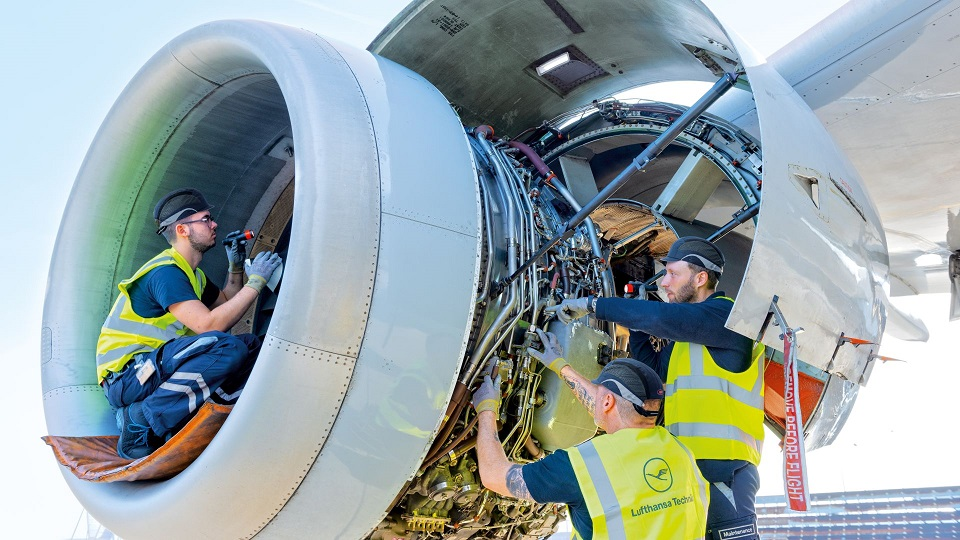 REMOVE BEFORE FLIGHT
Lufthansa Technik
Maintenance